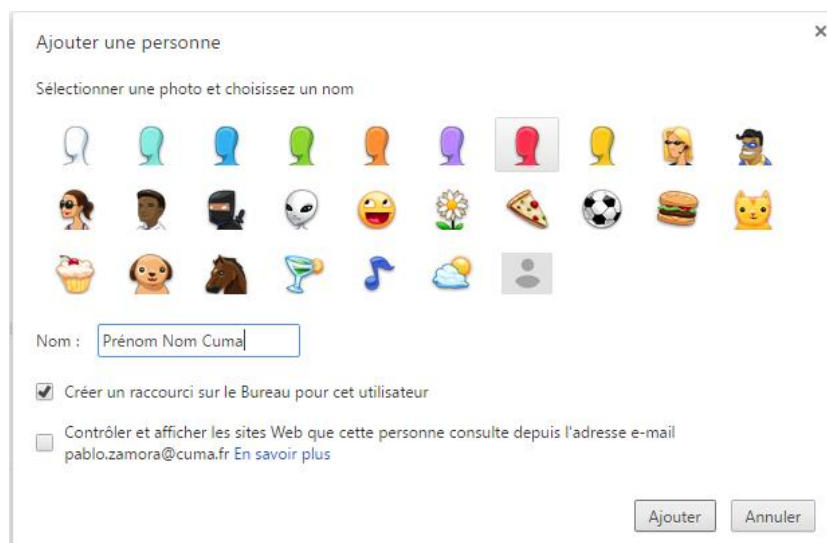 Ajouter une personne
Sélectionner une photo et choisissez un nom
Nom : Prénom Nom Cuma
Créer un raccourci sur le Bureau pour cet utilisateur
Contrôler et afficher les sites Web que cette personne consulte depuis l'adresse e-mail
pablo.zamora@cuma.fr En savoir plus
Ajouter Annuler